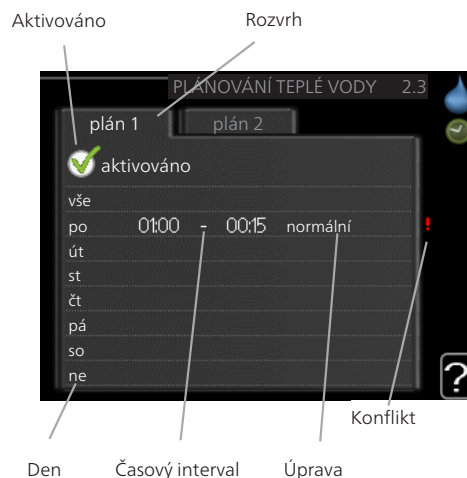 Aktivováno Rozvrh
PLÁNOVÁNÍ TEPLÉ VODY 2.3
plán 1 plán 2
aktivováno
vše
po 01:00 - 00:15 normální !
út
st
čt
pá
so
ne
?
Konflikt
Den Časový interval Úprava